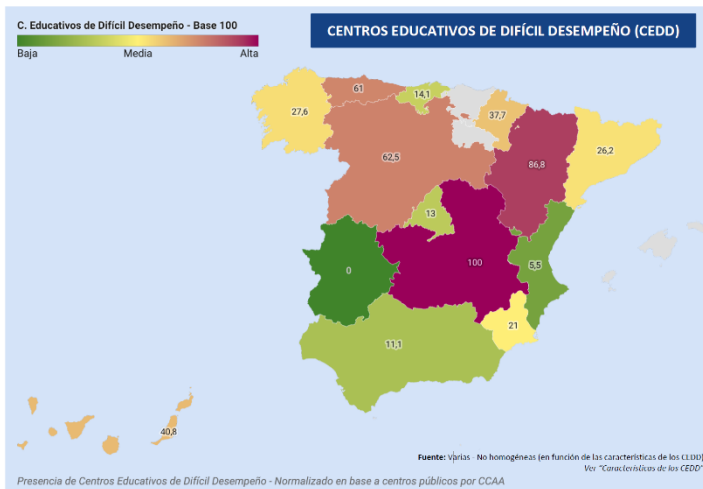 C. Educativos de Difícil Desempeño - Base 100
Baja Media Alta
CENTROS EDUCATIVOS DE DIFÍCIL DESEMPEÑO (CEDD)
61
14,1
27,6
37,7
62,5
86,8
26,2
13
100
0
5,5
21
11,1
40,8
Fuente: Varias - No homogéneas (en función de las características de los CEDD)
Ver "Características de los CEDD"
Presencia de Centros Educativos de Difícil Desempeño - Normalizado en base a centros públicos por CCAA